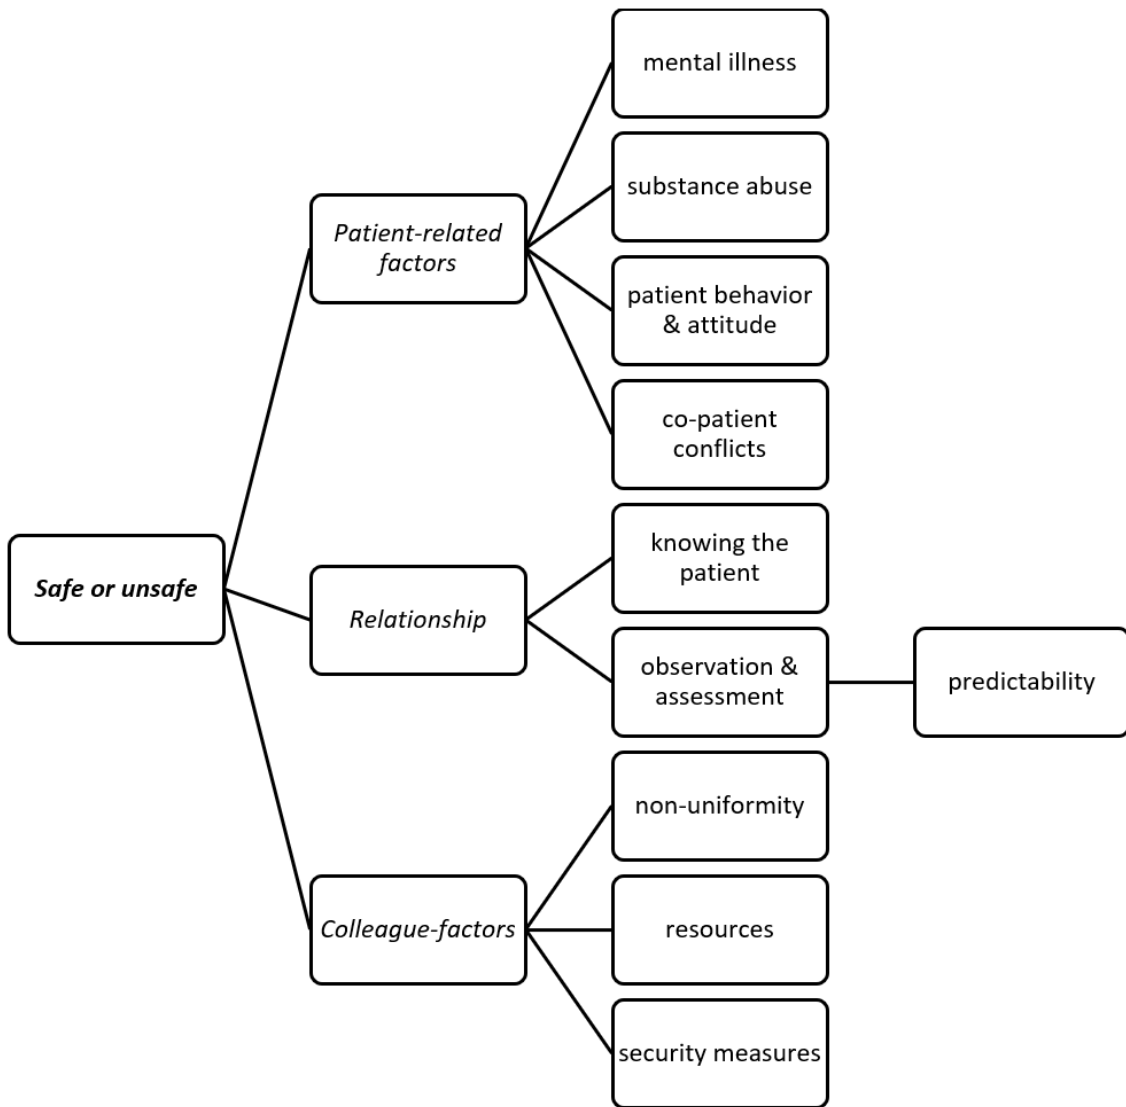 mental illness
substance abuse
Patient-related
factors
patient behavior
& attitude
co-patient
conflicts
knowing the
patient
Safe or unsafe
Relationship
observation &
assessment
predictability
non-uniformity
Colleague-factors
resources
security measures